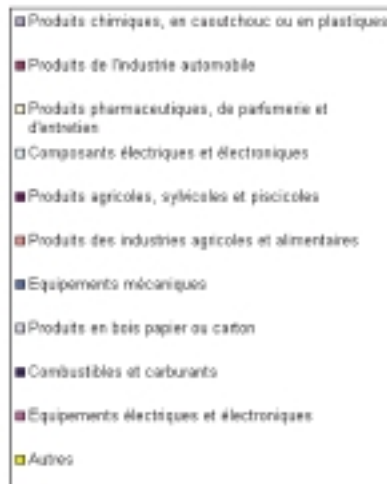 Produits chimiques, en caoutchouc ou en plastiques
Produits de l'industrie automobile
Produits pharmaceutiques, de parfumerie et
d'entretien
Composants électriques et électroniques
Produits agricoles, sylvicoles et piscicoles
Produits des industries agricoles et alimentaires
Equipements mécaniques
Produits en bois papier ou carton
Combustibles et carburants
Equipements électriques et électroniques
Autres